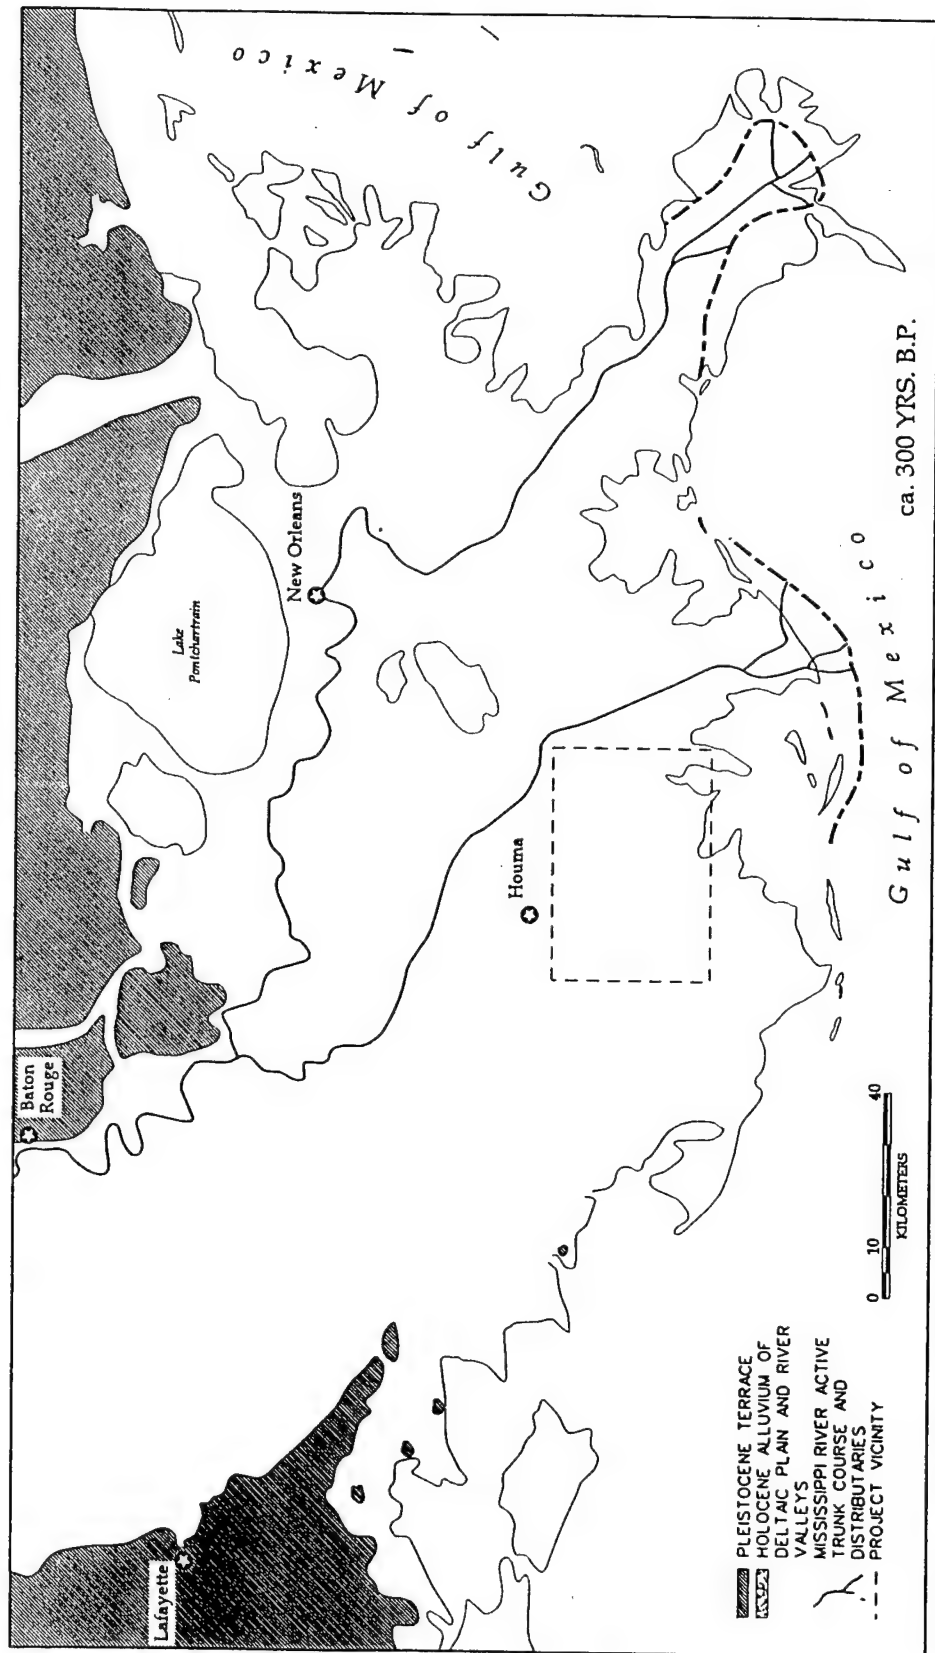 Gulf of Mexico
Baton
Rouge
Lake
Pontchartrain
New Orleans
Lafayette
Houma
Gulf of Mexico
ca. 300 YRS. B.P.
PLEISTOCENE TERRACE
HOLOCENE ALLUVIUM OF
DELTAIC PLAIN AND RIVER
VALLEYS
MISSISSIPPI RIVER ACTIVE
TRUNK COURSE AND
DISTRIBUTARIES
PROJECT VICINITY
0 10 40
KILOMETERS